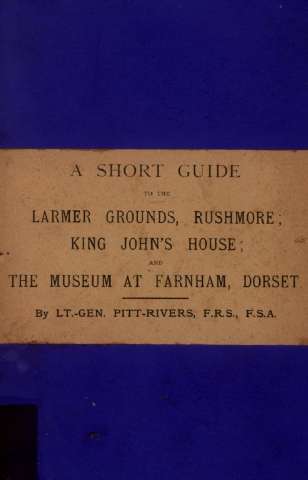 A SHORT GUIDE
TO THE
LARMER GROUNDS, RUSHMORE;
KING JOHN'S HOUSE;
AND
THE MUSEUM AT FARNHAM, DORSET
By LT.-GEN. PITT-RIVERS, F.R.S., F.S.A.